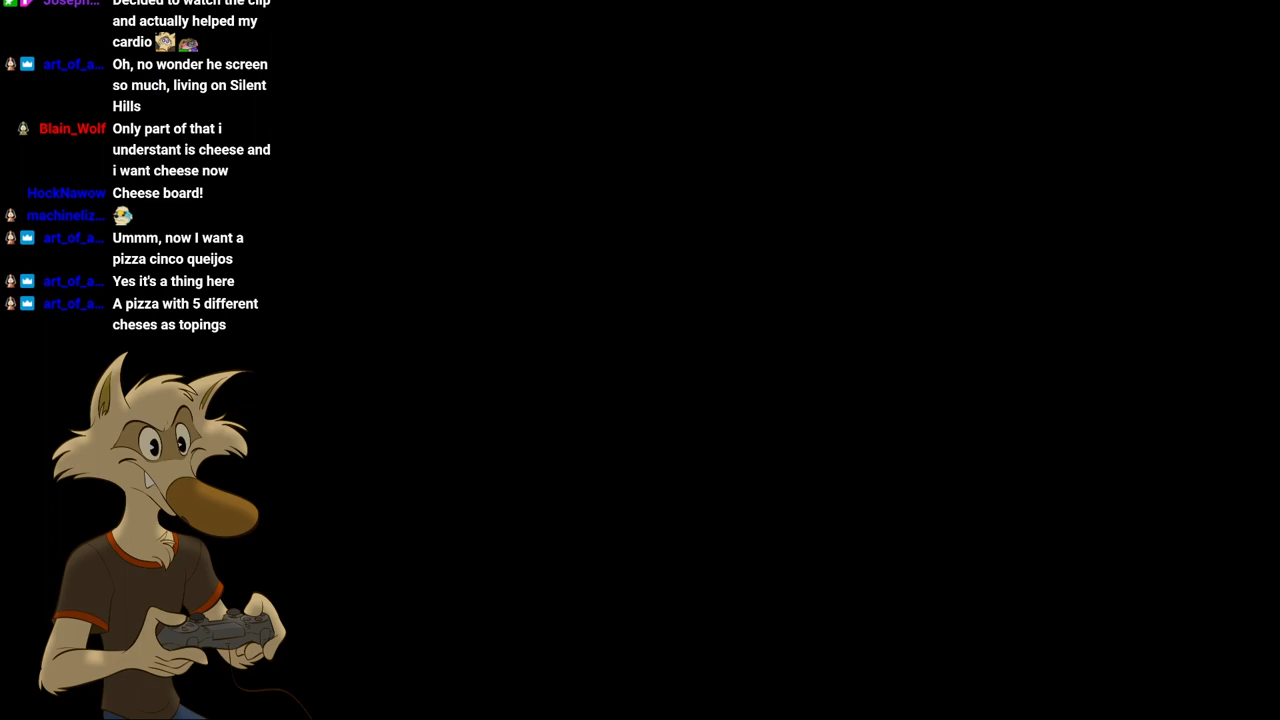 Joseph… Decided to watch the clip
and actually helped my
cardio
art_of_a… Oh, no wonder he screen
so much, living on Silent
Hills
Blain_Wolf Only part of that i
understant is cheese and
i want cheese now
HockNawow Cheese board!
machineliz…
art_of_a… Ummm, now I want a
pizza cinco queijos
art_of_a… Yes it's a thing here
art_of_a… A pizza with 5 different
cheses as topings